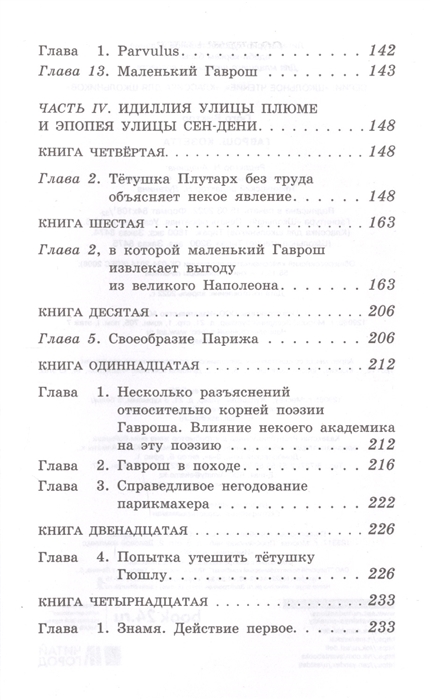 Глава 1. Parvulus. . . . . . . . . . . . . . . . . . . 142
Глава 13. Маленький Гаврош . . . . . . . . . . 143
ЧАСТЬ IV. ИДИЛЛИЯ УЛИЦЫ ПЛЮМЕ
И ЭПОПЕЯ УЛИЦЫ СЕН-ДЕНИ. . . . . . . . . . . 148
КНИГА ЧЕТВЁРТАЯ. . . . . . . . . . . . . . . . . . 148
Глава 2. Тётушка Плутарх без труда
объясняет некое явление. . . . . . . 148
КНИГА ШЕСТАЯ . . . . . . . . . . . . . . . . . . . 163
Глава 2, в которой маленький Гаврош
извлекает выгоду
из великого Наполеона. . . . . . . . 163
КНИГА ДЕСЯТАЯ . . . . . . . . . . . . . . . . . . 206
Глава 5. Своеобразие Парижа . . . . . . . . . 206
КНИГА ОДИННАДЦАТАЯ . . . . . . . . . . . . . . 212
Глава 1. Несколько разъяснений
относительно корней поэзии
Гавроша. Влияние некоего академика
на эту поэзию . . . . . . . . . . . . . 212
Глава 2. Гаврош в походе. . . . . . . . . . . . 216
Глава 3. Справедливое негодование
парикмахера . . . . . . . . . . . . . . 222
КНИГА ДВЕНАДЦАТАЯ . . . . . . . . . . . . . . . 226
Глава 4. Попытка утешить тётушку
Гюшлу. . . . . . . . . . . . . . . . . . 226
КНИГА ЧЕТЫРНАДЦАТАЯ . . . . . . . . . . . . . 233
Глава 1. Знамя. Действие первое. . . . . . . . 233